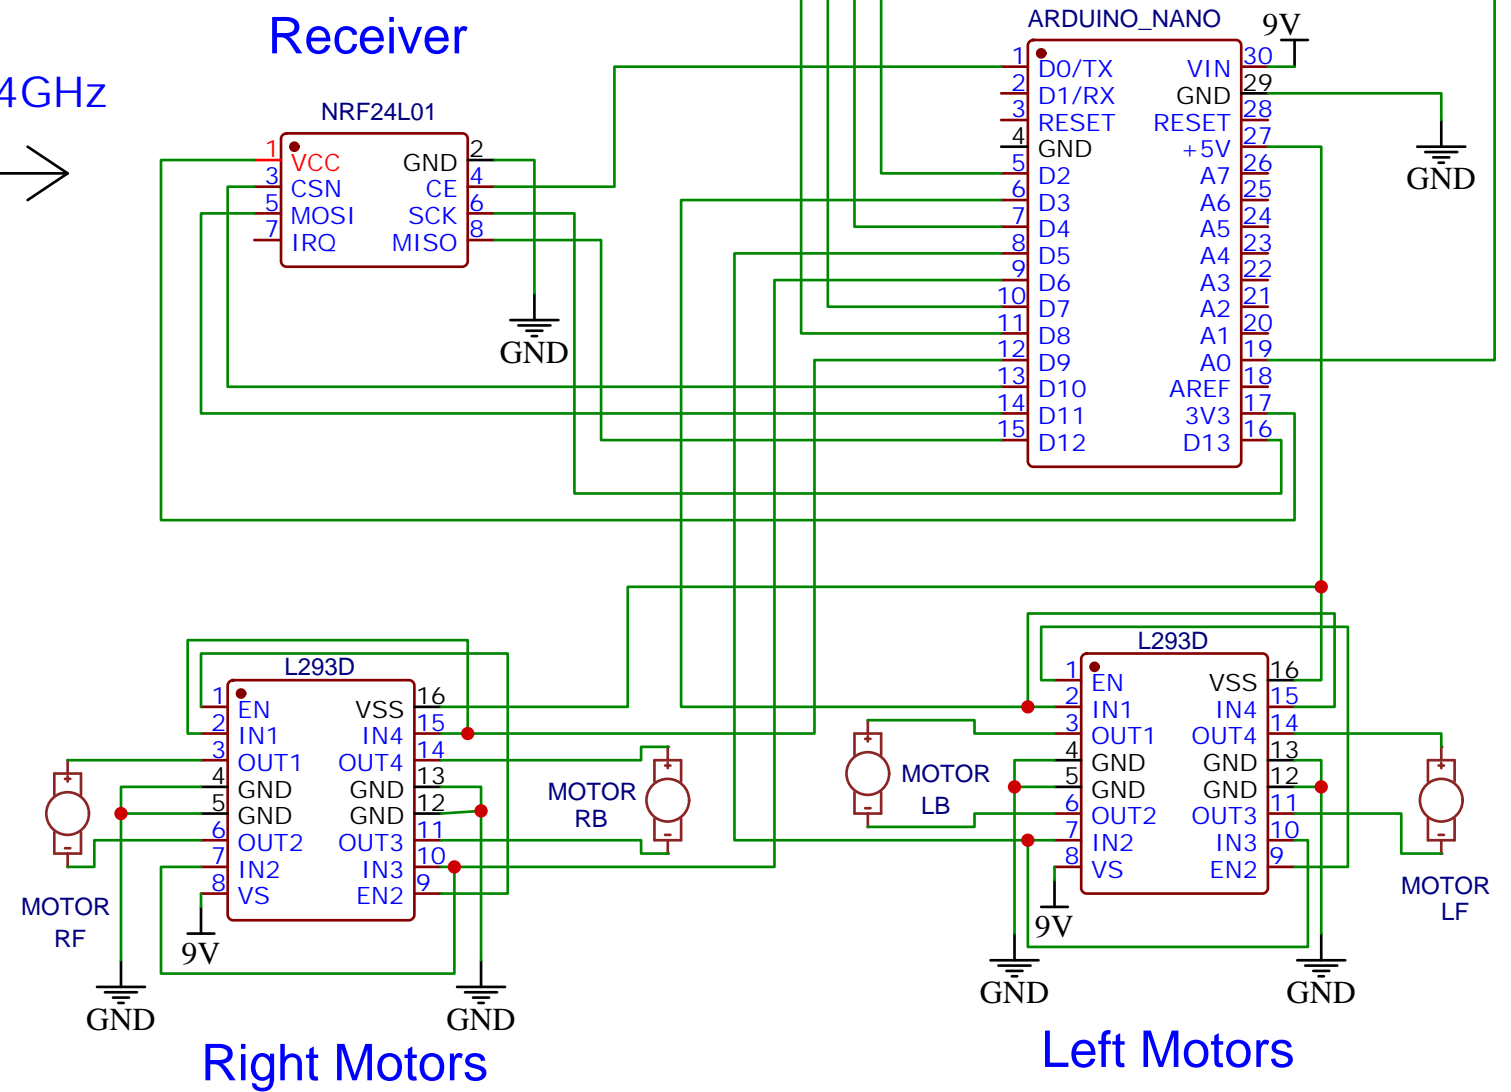 Receiver
4GHz
NRF24L01
1 VCC GND 2
3 CSN CE 4
5 MOSI SCK 6
7 IRQ MISO 8
GND
ARDUINO_NANO
9V
1 D0/TX VIN 30
2 D1/RX GND 29
3 RESET RESET 28
4 GND +5V 27
5 D2 A7 26
6 D3 A6 25
7 D4 A5 24
8 D5 A4 23
9 D6 A3 22
10 D7 A2 21
11 D8 A1 20
12 D9 A0 19
13 D10 AREF 18
14 D11 3V3 17
15 D12 D13 16
GND
L293D
1 EN VSS 16
2 IN1 IN4 15
3 OUT1 OUT4 14
4 GND GND 13
5 GND GND 12
6 OUT2 OUT3 11
7 IN2 IN3 10
8 VS EN2 9
MOTOR
RF
MOTOR
RB
9V
GND
GND
Right Motors
L293D
1 EN VSS 16
2 IN1 IN4 15
3 OUT1 OUT4 14
4 GND GND 13
5 GND GND 12
6 OUT2 OUT3 11
7 IN2 IN3 10
8 VS EN2 9
MOTOR
LB
MOTOR
LF
9V
GND
GND
Left Motors